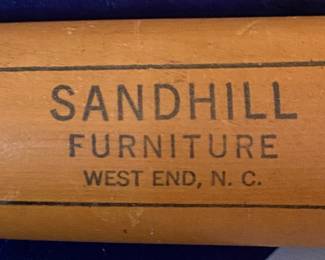 SANDHILL
FURNITURE
WEST END, N. C.